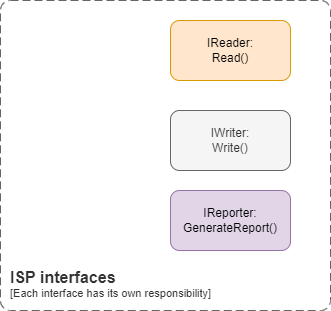 IReader:
Read()
IWriter:
Write()
IReporter:
GenerateReport()
ISP interfaces
[Each interface has its own responsibility]